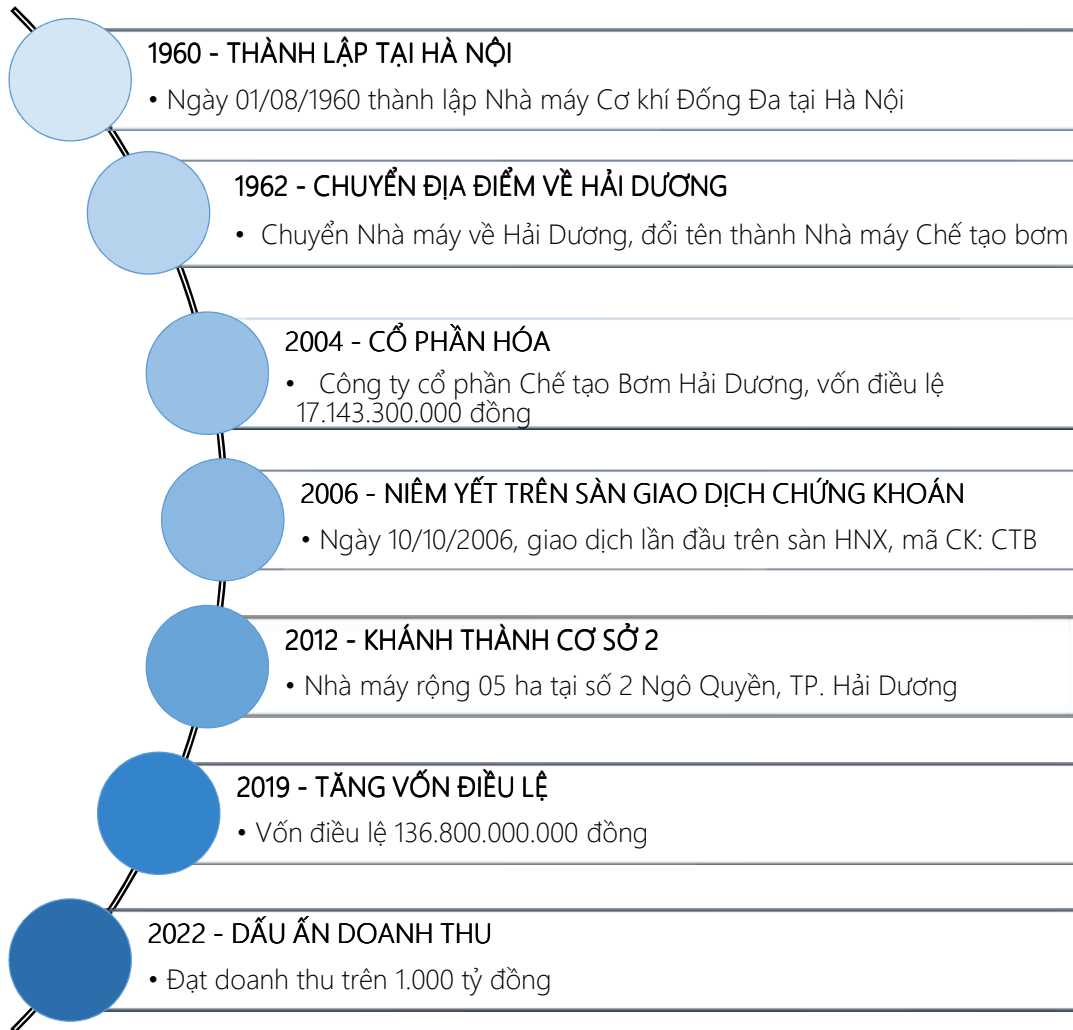 1960 - THÀNH LẬP TẠI HÀ NỘI
• Ngày 01/08/1960 thành lập Nhà máy Cơ khí Đống Đa tại Hà Nội
1962 - CHUYỂN ĐỊA ĐIỂM VỀ HẢI DƯƠNG
• Chuyển Nhà máy về Hải Dương, đổi tên thành Nhà máy Chế tạo bơm
2004 - CỔ PHẦN HÓA
• Công ty cổ phần Chế tạo Bơm Hải Dương, vốn điều lệ
17.143.300.000 đồng
2006 - NIÊM YẾT TRÊN SÀN GIAO DỊCH CHỨNG KHOÁN
• Ngày 10/10/2006, giao dịch lần đầu trên sàn HNX, mã CK: CTB
2012 - KHÁNH THÀNH CƠ SỞ 2
• Nhà máy rộng 05 ha tại số 2 Ngô Quyền, TP. Hải Dương
2019 - TĂNG VỐN ĐIỀU LỆ
• Vốn điều lệ 136.800.000.000 đồng
2022 - DẤU ẤN DOANH THU
• Đạt doanh thu trên 1.000 tỷ đồng